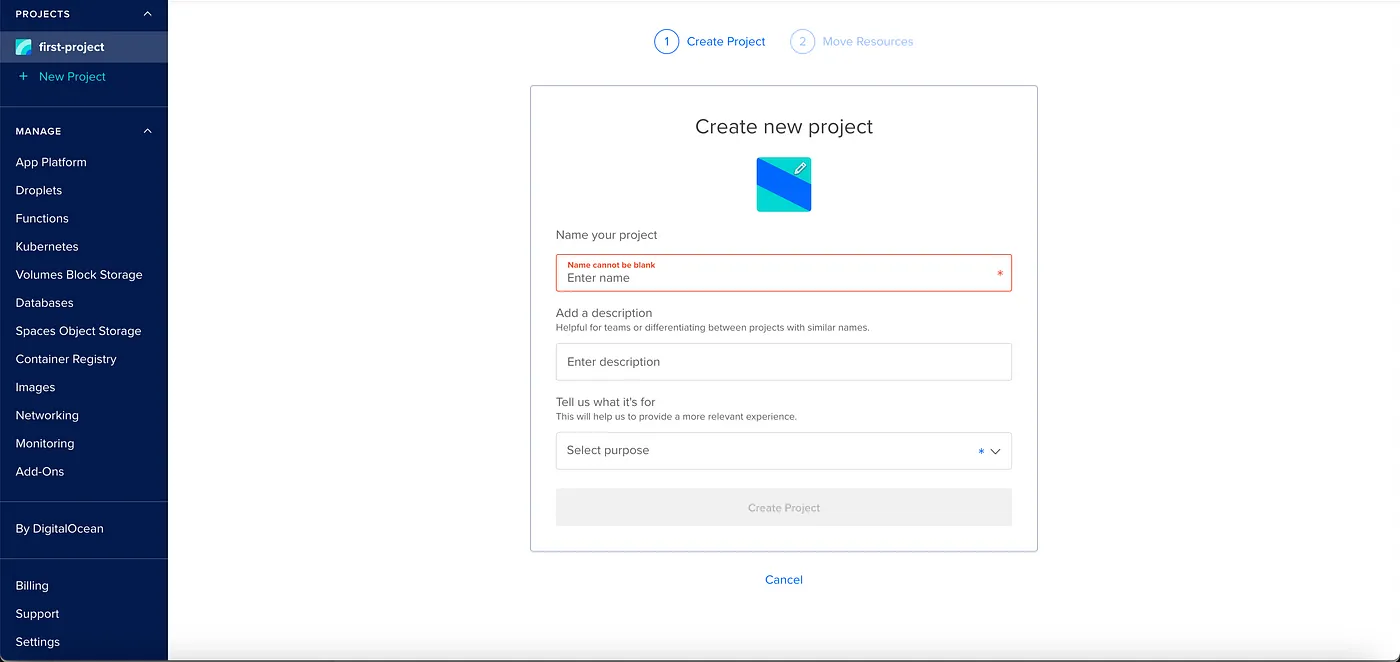 PROJECTS
first-project
+ New Project
MANAGE
App Platform
Droplets
Functions
Kubernetes
Volumes Block Storage
Databases
Spaces Object Storage
Container Registry
Images
Networking
Monitoring
Add-Ons
By DigitalOcean
Billing
Support
Settings
1 Create Project 2 Move Resources
Create new project
Name your project
Name cannot be blank
Enter name *
Add a description
Helpful for teams or differentiating between projects with similar names.
Enter description
Tell us what it's for
This will help us to provide a more relevant experience.
Select purpose *
Create Project
Cancel